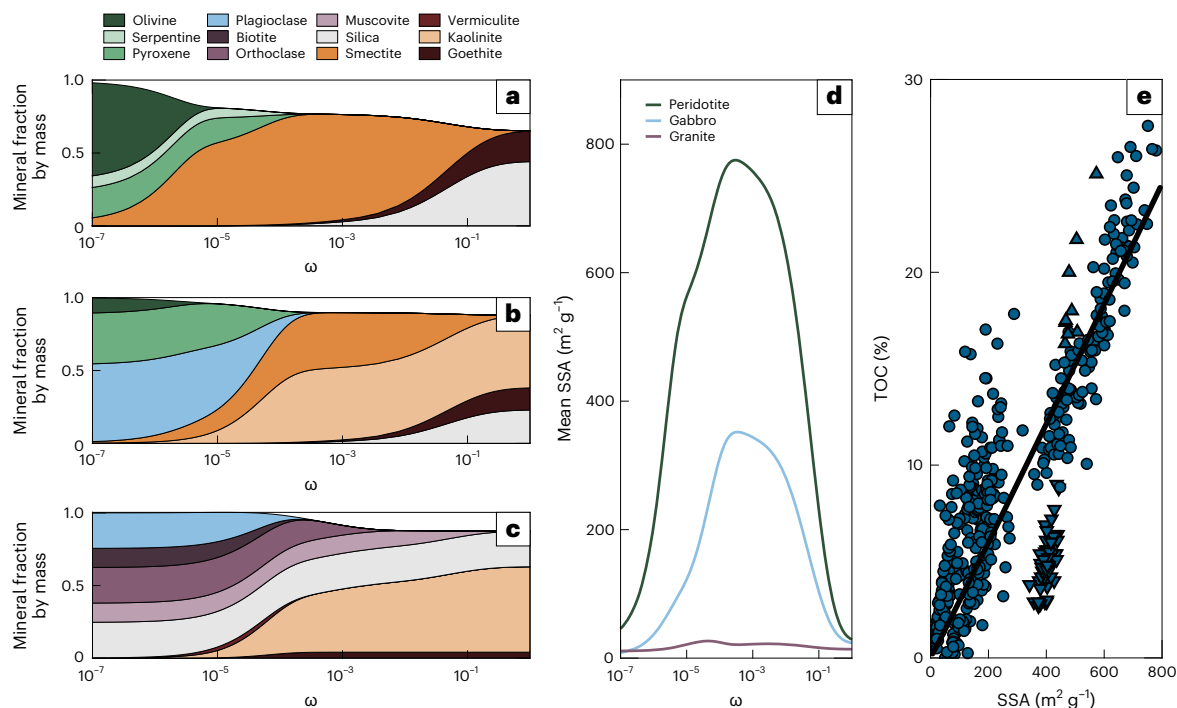 Olivine Plagioclase Muscovite Vermiculite
Serpentine Biotite Silica Kaolinite
Pyroxene Orthoclase Smectite Goethite
a
Mineral fraction
by mass
1.0
0.5
0
10⁻⁷ 10⁻⁵ 10⁻³ 10⁻¹
ω
b
Mineral fraction
by mass
1.0
0.5
0
10⁻⁷ 10⁻⁵ 10⁻³ 10⁻¹
ω
c
Mineral fraction
by mass
1.0
0.5
0
10⁻⁷ 10⁻⁵ 10⁻³ 10⁻¹
ω
d
Peridotite
Gabbro
Granite
Mean SSA (m² g⁻¹)
800
600
400
200
0
10⁻⁷ 10⁻⁵ 10⁻³ 10⁻¹
ω
e
TOC (%)
30
20
10
0
0 200 400 600 800
SSA (m² g⁻¹)